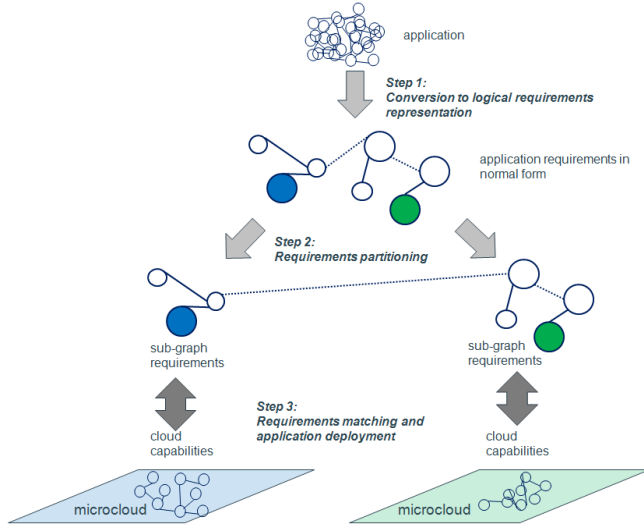 application
Step 1:
Conversion to logical requirements
representation
application requirements in
normal form
Step 2:
Requirements partitioning
sub-graph
requirements
sub-graph
requirements
Step 3:
Requirements matching and
application deployment
cloud
capabilities
cloud
capabilities
microcloud
microcloud